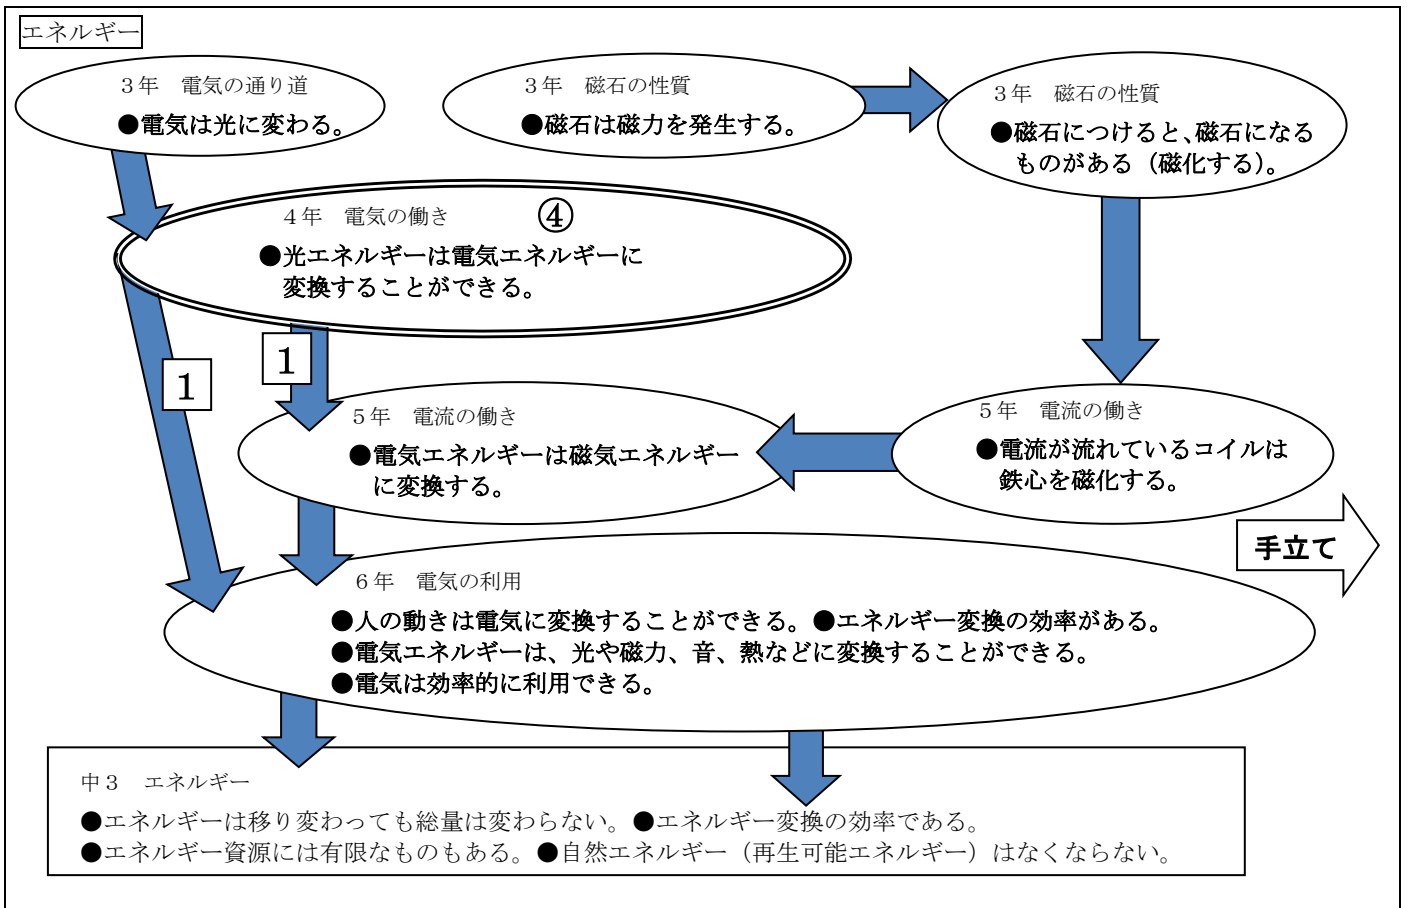 エネルギー
３年　電気の通り道
●電気は光に変わる。
３年　磁石の性質
●磁石は磁力を発生する。
３年　磁石の性質
●磁石につけると、磁石になる
ものがある（磁化する）。
４年　電気の働き
④
●光エネルギーは電気エネルギーに
変換することができる。
１
１
５年　電流の働き
●電気エネルギーは磁気エネルギー
に変換する。
５年　電流の働き
●電流が流れているコイルは
鉄心を磁化する。
手立て
６年　電気の利用
●人の動きは電気に変換することができる。●エネルギー変換の効率がある。
●電気エネルギーは、光や磁力、音、熱などに変換することができる。
●電気は効率的に利用できる。
中３　エネルギー
●エネルギーは移り変わっても総量は変わらない。●エネルギー変換の効率である。
●エネルギー資源には有限なものもある。●自然エネルギー（再生可能エネルギー）はなくならない。